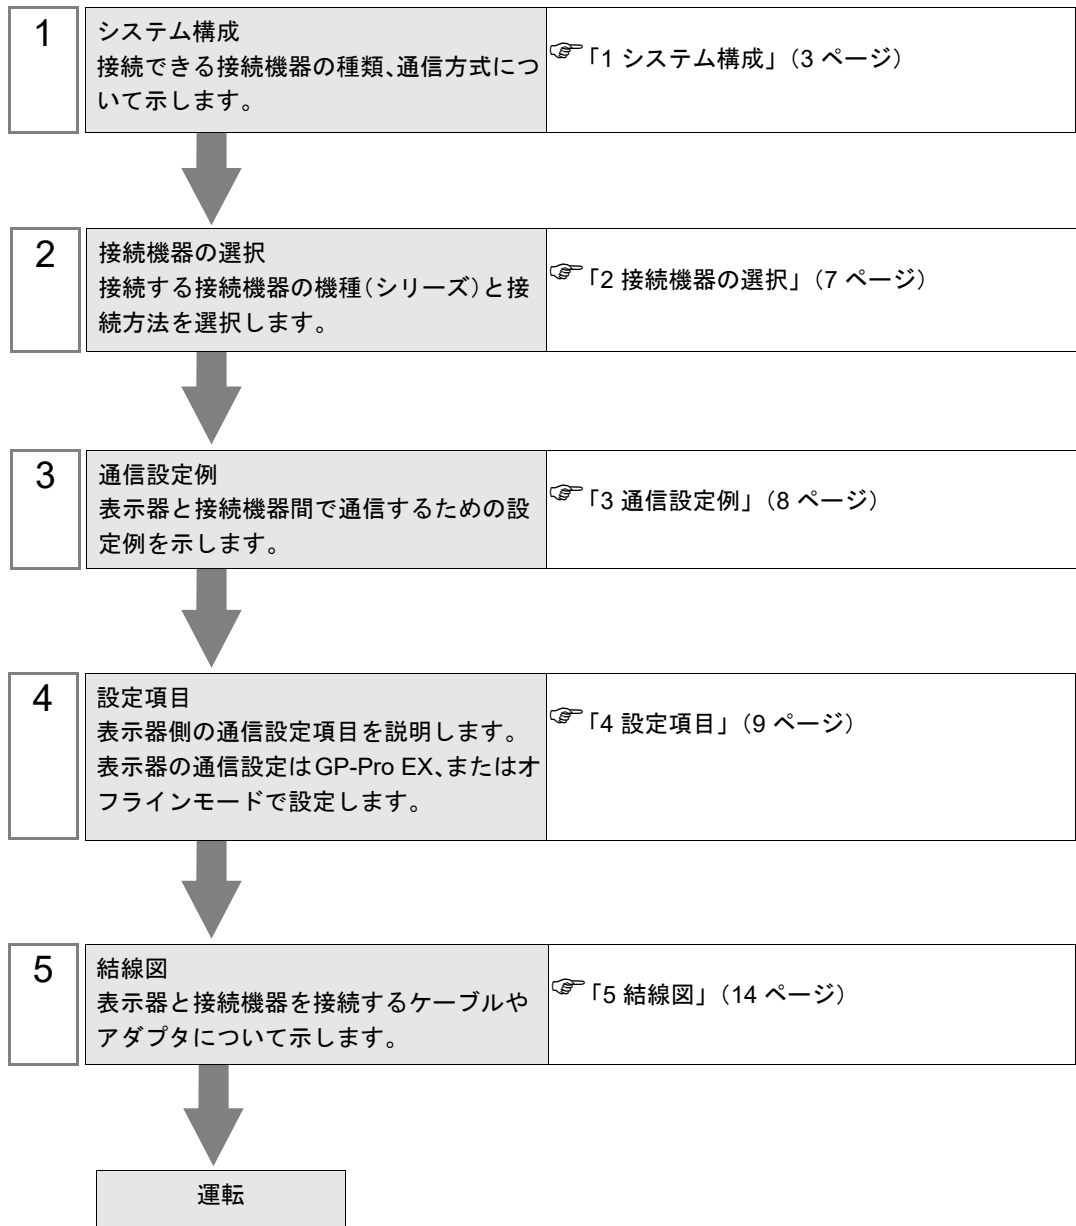 1
システム構成
接続できる接続機器の種類、通信方式につ
いて示します。
「1 システム構成」（3 ページ）
2
接続機器の選択
接続する接続機器の機種（シリーズ）と接
続方法を選択します。
「2 接続機器の選択」（7 ページ）
3
通信設定例
表示器と接続機器間で通信するための設
定例を示します。
「3 通信設定例」（8 ページ）
4
設定項目
表示器側の通信設定項目を説明します。
表示器の通信設定はGP-Pro EX、またはオ
フラインモードで設定します。
「4 設定項目」（9 ページ）
5
結線図
表示器と接続機器を接続するケーブルや
アダプタについて示します。
「5 結線図」（14 ページ）
運転